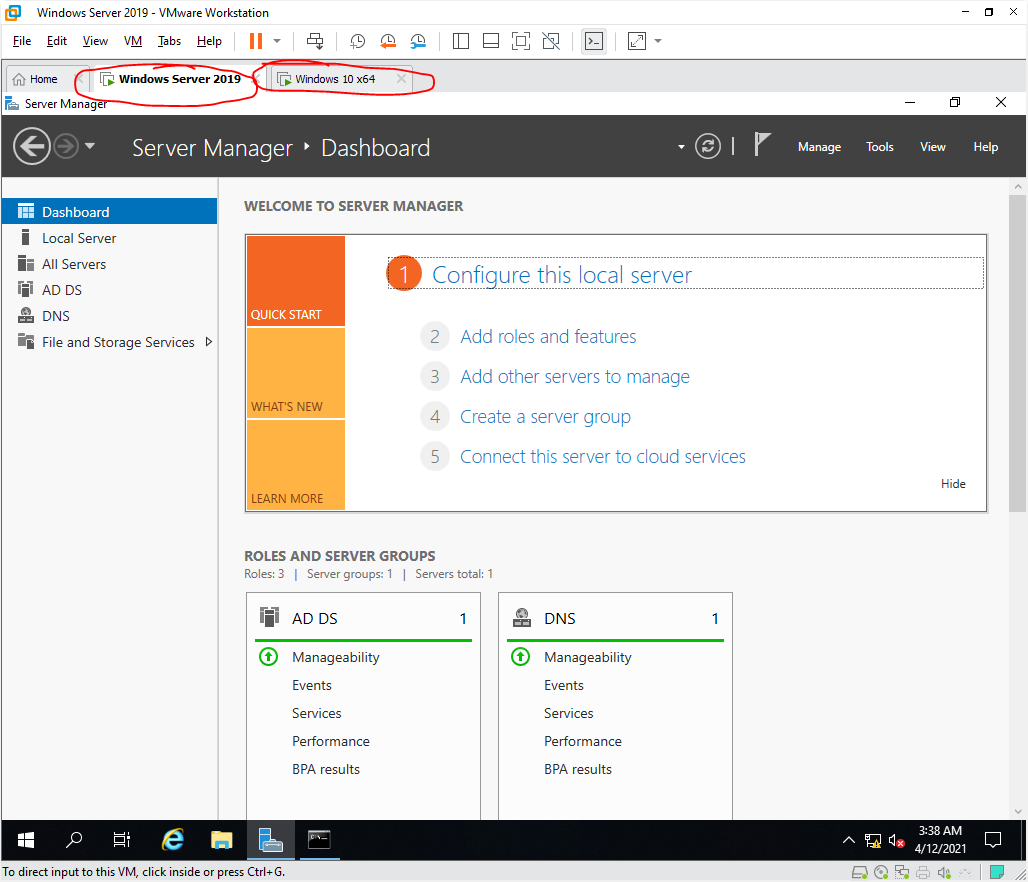 Windows Server 2019 - VMware Workstation
File Edit View VM Tabs Help
Home Windows Server 2019 Windows 10 x64
Server Manager
Server Manager Dashboard
Manage Tools View Help
Dashboard
Local Server
All Servers
AD DS
DNS
File and Storage Services
WELCOME TO SERVER MANAGER
QUICK START
WHAT'S NEW
LEARN MORE
1 Configure this local server
2 Add roles and features
3 Add other servers to manage
4 Create a server group
5 Connect this server to cloud services
Hide
ROLES AND SERVER GROUPS
Roles: 3 | Server groups: 1 | Servers total: 1
AD DS 1
Manageability
Events
Services
Performance
BPA results
DNS 1
Manageability
Events
Services
Performance
BPA results
3:38 AM
4/12/2021
To direct input to this VM, click inside or press Ctrl+G.